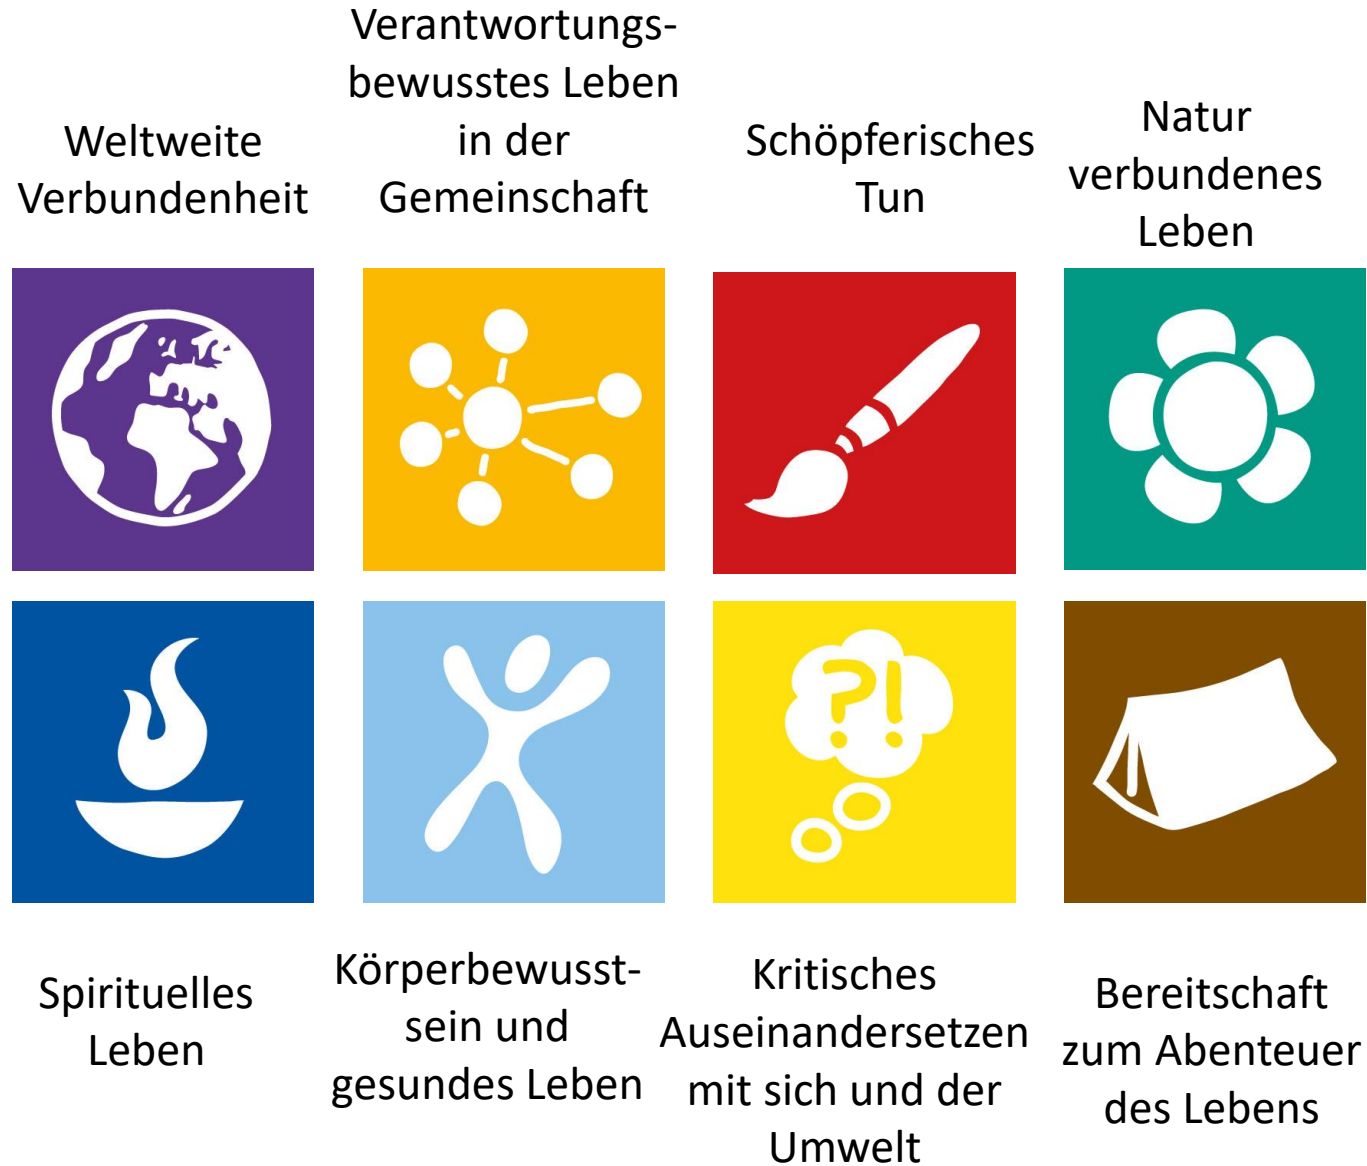 Weltweite
Verbundenheit
Verantwortungs-
bewusstes Leben
in der
Gemeinschaft
Schöpferisches
Tun
Natur
verbundenes
Leben
?!
Spirituelles
Leben
Körperbewusst-
sein und
gesundes Leben
Kritisches
Auseinandersetzen
mit sich und der
Umwelt
Bereitschaft
zum Abenteuer
des Lebens